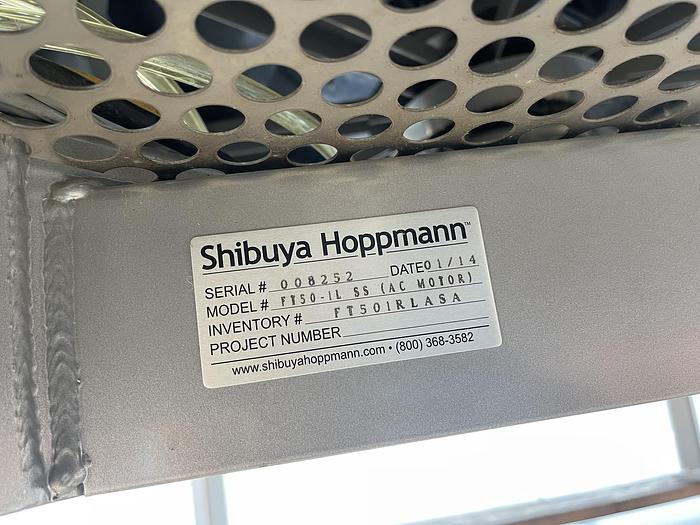 Shibuya Hoppmann™
SERIAL # 008252 DATE 01/14
MODEL # FT50-1L SS (AC MOTOR)
INVENTORY # FT501RLASA
PROJECT NUMBER
www.shibuyahoppmann.com • (800) 368-3582